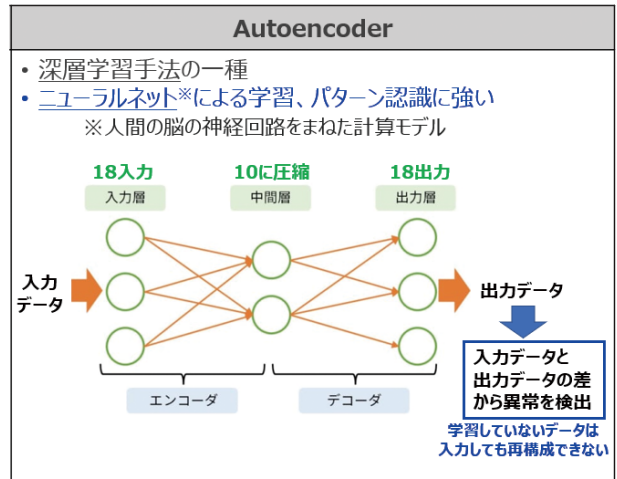 Autoencoder
• 深層学習手法の一種
• ニューラルネット※による学習、パターン認識に強い
※人間の脳の神経回路をまねた計算モデル
18入力
10に圧縮
18出力
入力層
中間層
出力層
入力
データ
出力データ
エンコーダ
デコーダ
入力データと
出力データの差
から異常を検出
学習していないデータは
入力しても再構成できない